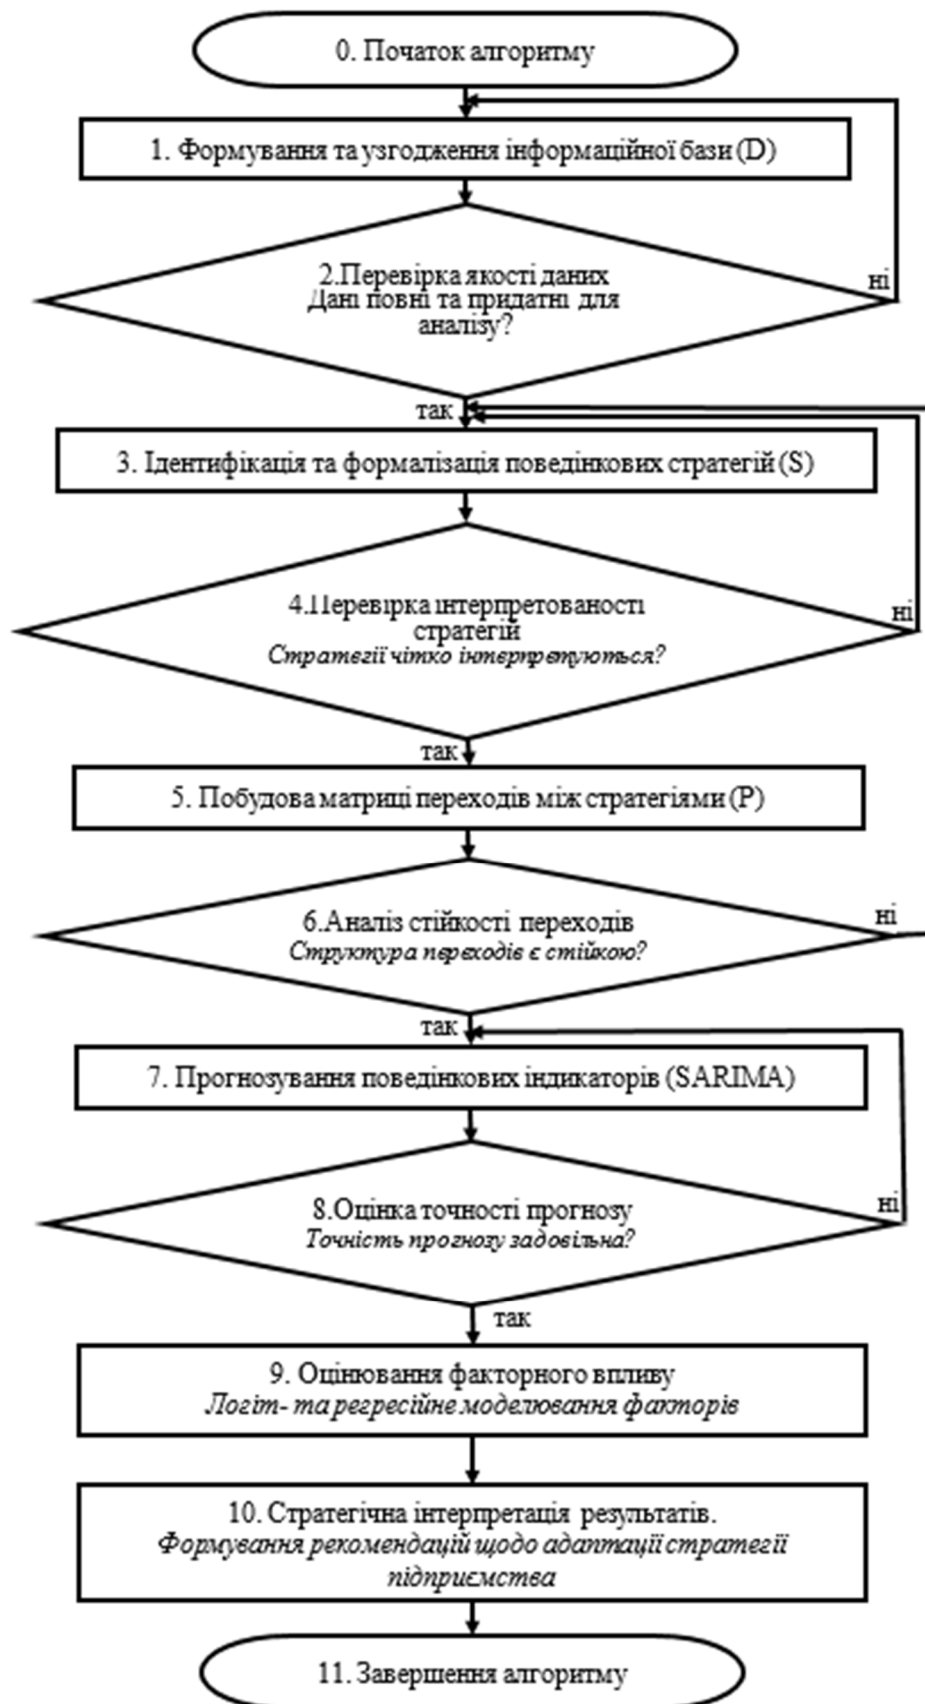 0. Початок алгоритму
1. Формування та узгодження інформаційної бази (D)
2.Перевірка якості даних
Дані повні та придатні для
аналізу?
ні
так
3. Ідентифікація та формалізація поведінкових стратегій (S)
4.Перевірка інтерпретованості
стратегій
Стратегії чітко інтерпретуються?
ні
так
5. Побудова матриці переходів між стратегіями (P)
6.Аналіз стійкості переходів
Структура переходів є стійкою?
ні
так
7. Прогнозування поведінкових індикаторів (SARIMA)
8.Оцінка точності прогнозу
Точність прогнозу задовільна?
ні
так
9. Оцінювання факторного впливу
Логіт- та регресійне моделювання факторів
10. Стратегічна інтерпретація результатів.
Формування рекомендацій щодо адаптації стратегії
підприємства
11. Завершення алгоритму